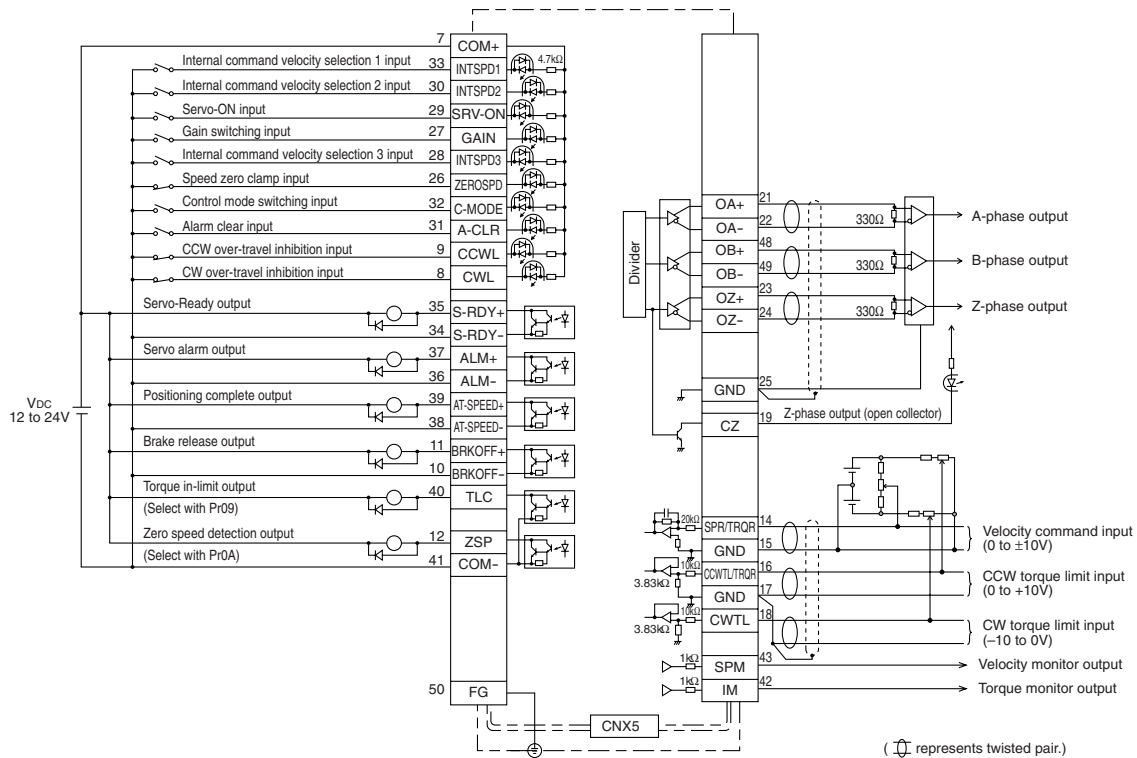 7 COM+
Internal command velocity selection 1 input 33 INTSPD1 4.7kΩ
Internal command velocity selection 2 input 30 INTSPD2
Servo-ON input 29 SRV-ON
Gain switching input 27 GAIN
Internal command velocity selection 3 input 28 INTSPD3
Speed zero clamp input 26 ZEROSPD
Control mode switching input 32 C-MODE
Alarm clear input 31 A-CLR
CCW over-travel inhibition input 9 CCWL
CW over-travel inhibition input 8 CWL
Servo-Ready output 35 S-RDY+
34 S-RDY−
Servo alarm output 37 ALM+
36 ALM−
VDC
12 to 24V
Positioning complete output 39 AT-SPEED+
38 AT-SPEED-
Brake release output 11 BRKOFF+
10 BRKOFF−
Torque in-limit output 40 TLC
(Select with Pr09)
Zero speed detection output 12 ZSP
(Select with Pr0A) 41 COM−
50 FG
CNX5
Divider
OA+ 21
OA− 22 330Ω A-phase output
OB+ 48
OB− 49 330Ω B-phase output
OZ+ 23
OZ− 24 330Ω Z-phase output
GND 25
CZ 19 Z-phase output (open collector)
20kΩ SPR/TRQR 14 Velocity command input
GND 15 (0 to ±10V)
10kΩ CCWTL/TRQR 16 CCW torque limit input
3.83kΩ GND 17 (0 to +10V)
10kΩ CWTL 18 CW torque limit input
3.83kΩ (−10 to 0V)
1kΩ SPM 43 Velocity monitor output
1kΩ IM 42 Torque monitor output
( represents twisted pair.)